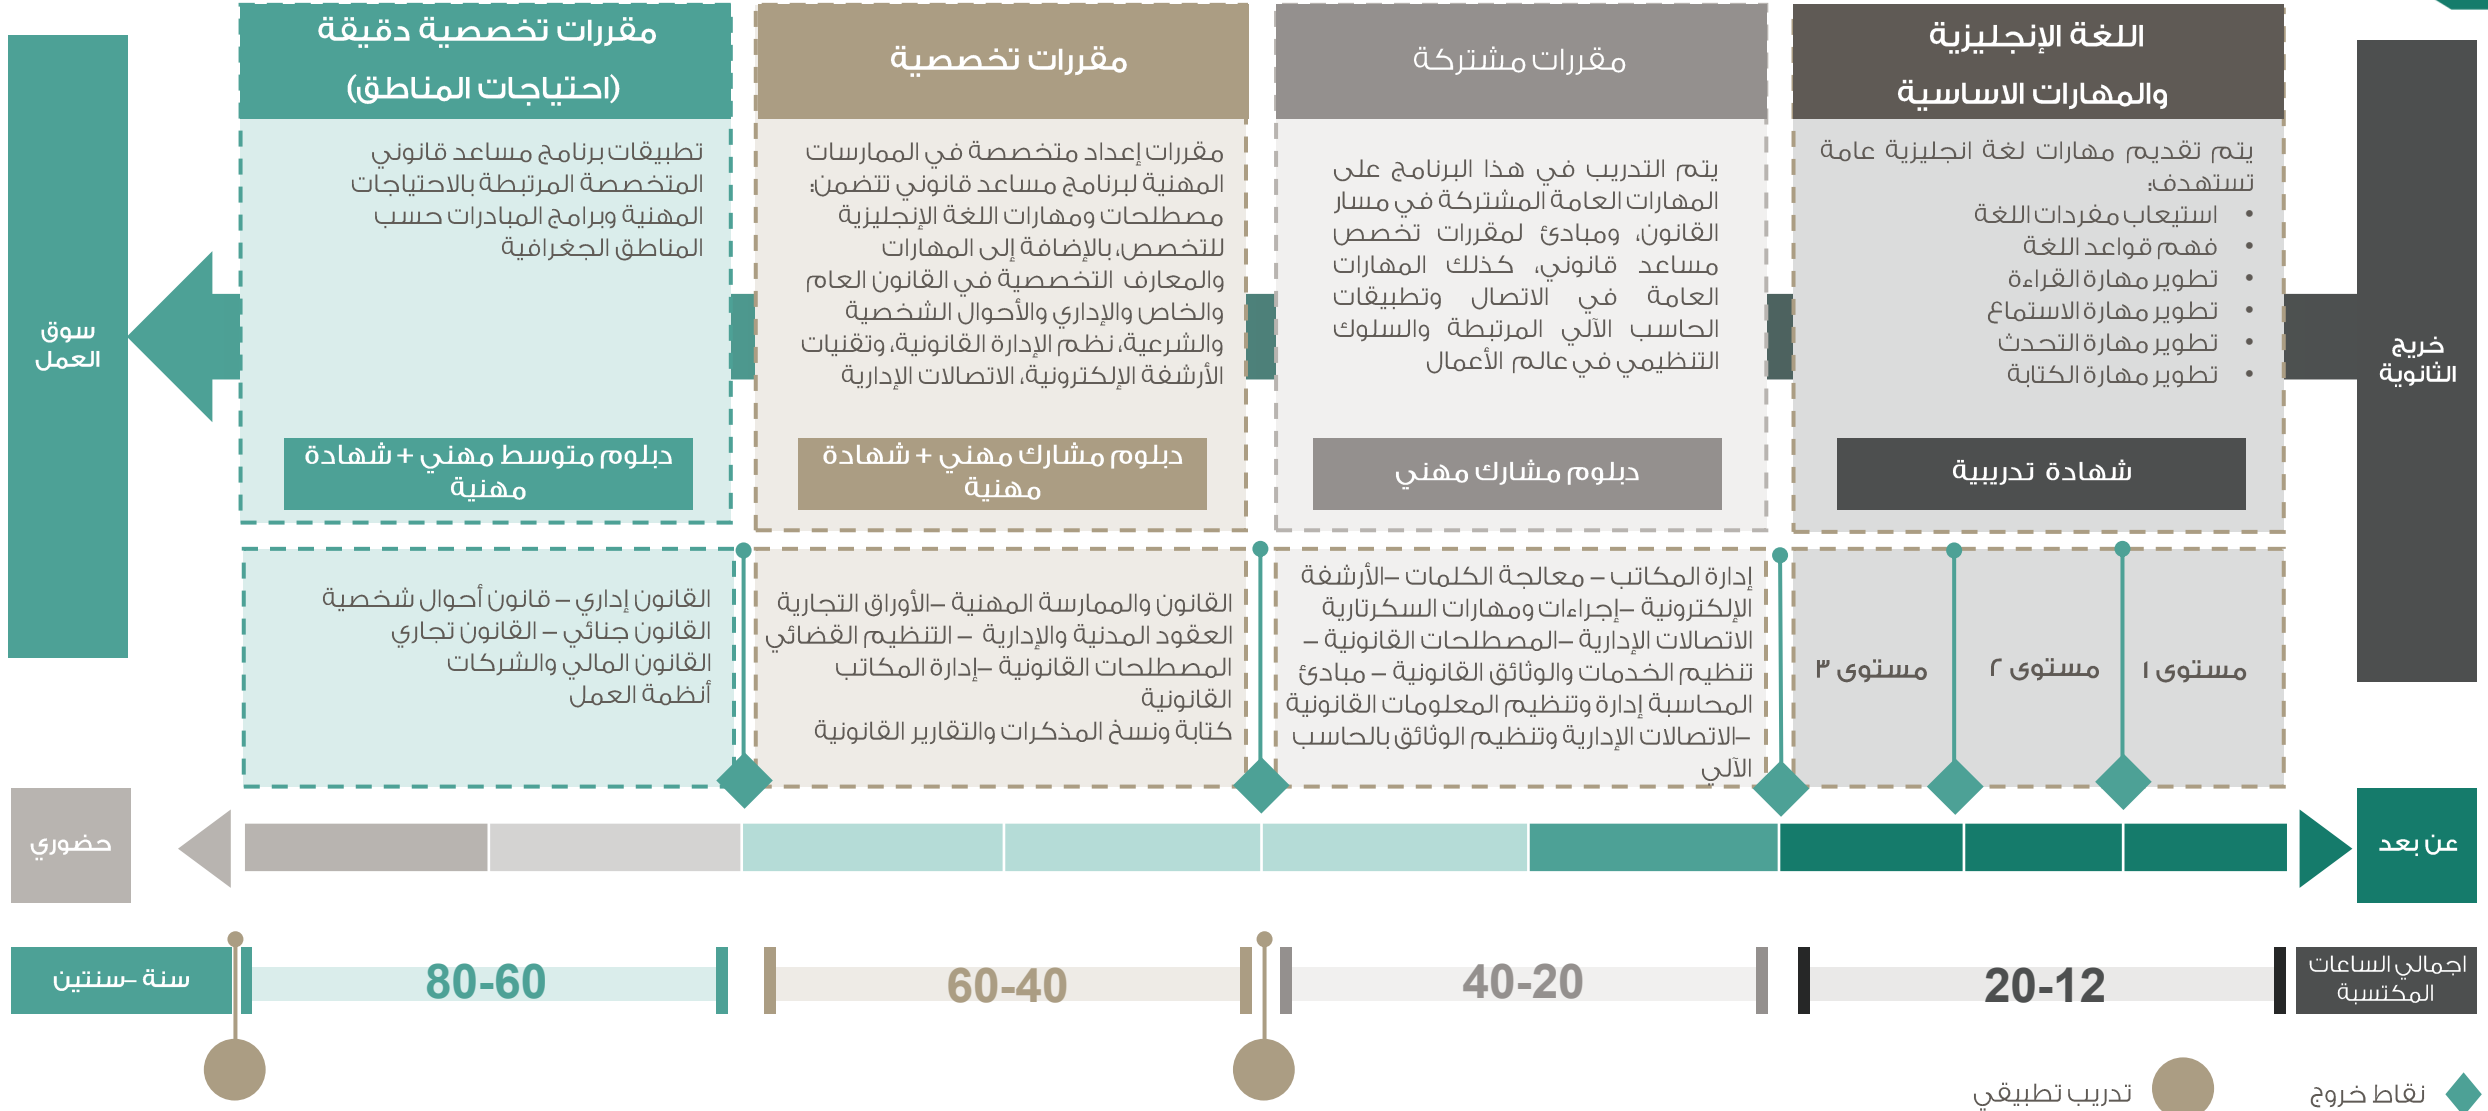 خريج
الثانوية
اللغة الإنجليزية
والمهارات الاساسية
يتم تقديم مهارات لغة انجليزية عامة
تستهدف:
• استيعاب مفردات اللغة
• فهم قواعد اللغة
• تطوير مهارة القراءة
• تطوير مهارة الاستماع
• تطوير مهارة التحدث
• تطوير مهارة الكتابة
شهادة تدريبية
مقررات مشتركة
يتم التدريب في هذا البرنامج على
المهارات العامة المشتركة في مسار
القانون، ومبادئ لمقررات تخصص
مساعد قانوني، كذلك المهارات
العامة في الاتصال وتطبيقات
الحاسب الآلي المرتبطة والسلوك
التنظيمي في عالم الأعمال
دبلوم مشارك مهني
مقررات تخصصية
مقررات إعداد متخصصة في الممارسات
المهنية لبرنامج مساعد قانوني تتضمن:
مصطلحات ومهارات اللغة الإنجليزية
للتخصص، بالإضافة إلى المهارات
والمعارف التخصصية في القانون العام
والخاص والإداري والأحوال الشخصية
والشرعية، نظم الإدارة القانونية، وتقنيات
الأرشفة الإلكترونية، الاتصالات الإدارية
دبلوم مشارك مهني + شهادة
مهنية
مقررات تخصصية دقيقة
(احتياجات المناطق)
تطبيقات برنامج مساعد قانوني
المتخصصة المرتبطة بالاحتياجات
المهنية وبرامج المبادرات حسب
المناطق الجغرافية
دبلوم متوسط مهني + شهادة
مهنية
سوق
العمل
مستوى ١
مستوى ٢
مستوى ٣
إدارة المكاتب – معالجة الكلمات –الأرشفة
الإلكترونية –إجراءات ومهارات السكرتارية
الاتصالات الإدارية –المصطلحات القانونية –
تنظيم الخدمات والوثائق القانونية – مبادئ
المحاسبة إدارة وتنظيم المعلومات القانونية
–الاتصالات الإدارية وتنظيم الوثائق بالحاسب
الآلي
القانون والممارسة المهنية –الأوراق التجارية
العقود المدنية والإدارية – التنظيم القضائي
المصطلحات القانونية –إدارة المكاتب
القانونية
كتابة ونسخ المذكرات والتقارير القانونية
القانون إداري – قانون أحوال شخصية
القانون جنائي – القانون تجاري
القانون المالي والشركات
أنظمة العمل
عن بعد
حضوري
اجمالي الساعات
المكتسبة
20-12
40-20
60-40
80-60
سنة –سنتين
نقاط خروج
تدريب تطبيقي